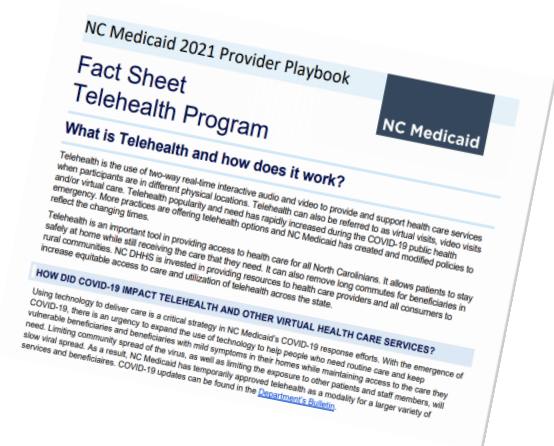 NC Medicaid 2021 Provider Playbook
Fact Sheet
Telehealth Program
NC Medicaid
What is Telehealth and how does it work?
Telehealth is the use of two-way real-time interactive audio and video to provide and support health care services
when participants are in different physical locations. Telehealth can also be referred to as virtual visits, video visits
and/or virtual care. Telehealth popularity and need has rapidly increased during the COVID-19 public health
emergency. More practices are offering telehealth options and NC Medicaid has created and modified policies to
reflect the changing times.
Telehealth is an important tool in providing access to health care for all North Carolinians. It allows patients to stay
safely at home while still receiving the care that they need. It can also remove long commutes for beneficiaries in
rural communities. NC DHHS is invested in providing resources to health care providers and all consumers to
increase equitable access to care and utilization of telehealth across the state.
HOW DID COVID-19 IMPACT TELEHEALTH AND OTHER VIRTUAL HEALTH CARE SERVICES?
Using technology to deliver care is a critical strategy in NC Medicaid's COVID-19 response efforts. With the emergence of
COVID-19, there is an urgency to expand the use of technology to help people who need routine care and keep
vulnerable beneficiaries and beneficiaries with mild symptoms in their homes while maintaining access to the care they
need. Limiting community spread of the virus, as well as limiting the exposure to other patients and staff members, will
slow viral spread. As a result, NC Medicaid has temporarily approved telehealth as a modality for a larger variety of
services and beneficiaires. COVID-19 updates can be found in the Department's Bulletin.